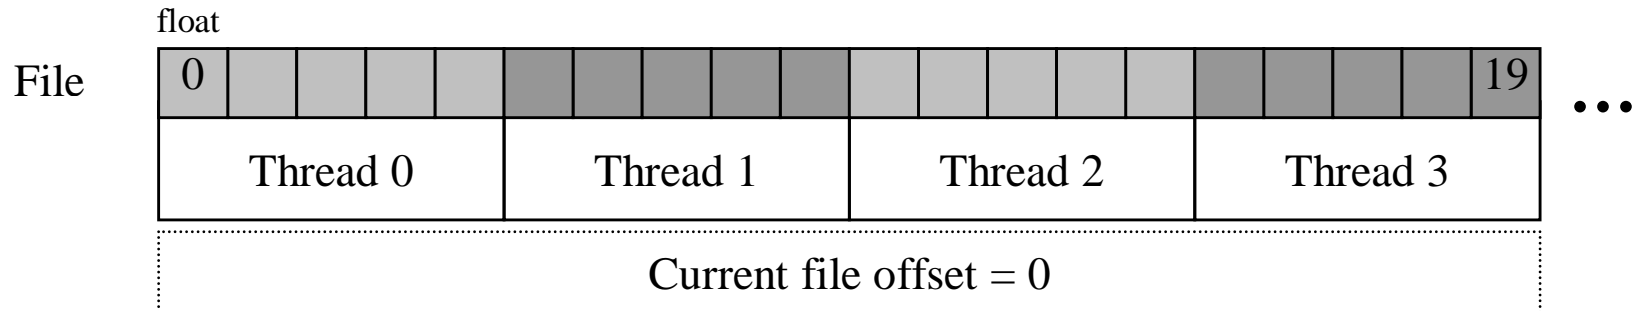 float
File 0 19 ...
Thread 0 Thread 1 Thread 2 Thread 3
Current file offset = 0